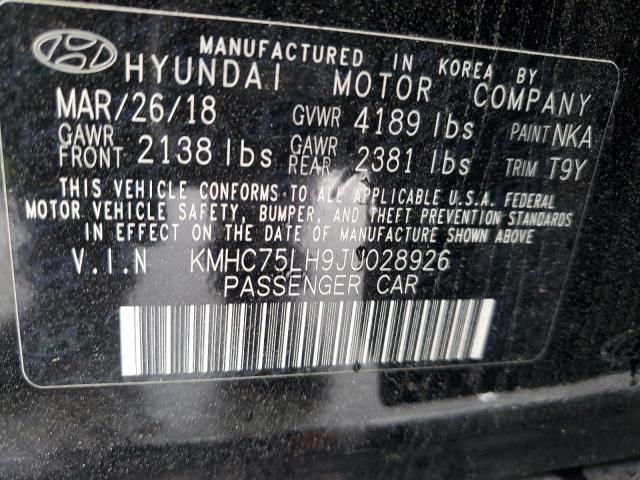 MANUFACTURED IN KOREA BY
HYUNDAI MOTOR COMPANY
MAR/26/18 GVWR 4189 lbs PAINT NKA
GAWR FRONT 2138 lbs GAWR REAR 2381 lbs TRIM T9Y
THIS VEHICLE CONFORMS TO ALL APPLICABLE U.S.A. FEDERAL
MOTOR VEHICLE SAFETY, BUMPER, AND THEFT PREVENTION STANDARDS
IN EFFECT ON THE DATE OF MANUFACTURE SHOWN ABOVE
V.I.N KMHC75LH9JU028926
PASSENGER CAR